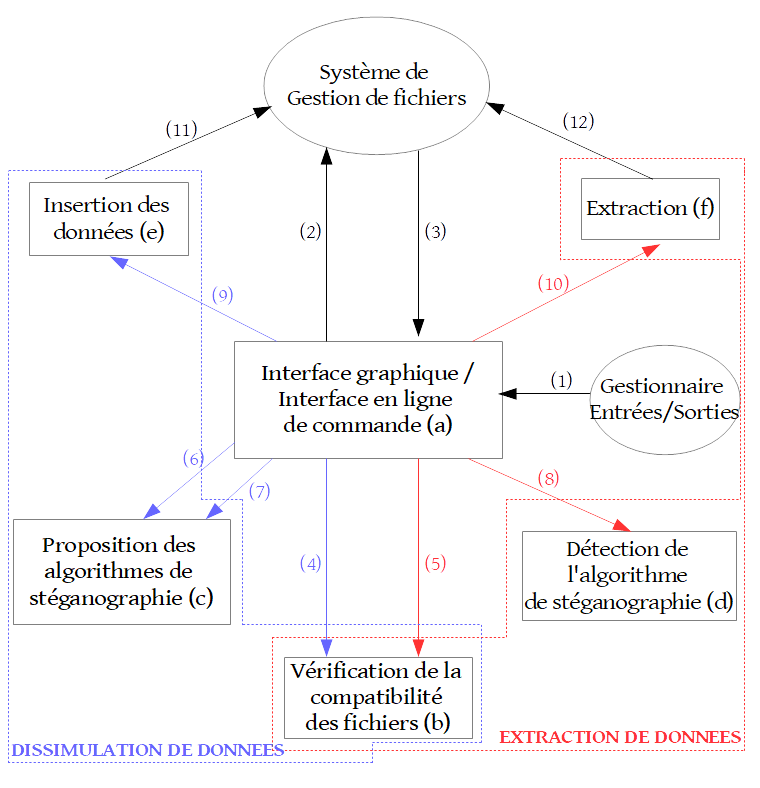 Système de
Gestion de fichiers
(11)
(12)
Insertion des
données (e)
Extraction (f)
(2)
(3)
(9)
(10)
Interface graphique /
Interface en ligne
de commande (a)
(1)
Gestionnaire
Entrées/Sorties
(6)
(7)
(8)
Proposition des
algorithmes de
stéganographie (c)
(4)
(5)
Détection de
l'algorithme
de stéganographie (d)
Vérification de la
compatibilité
des fichiers (b)
DISSIMULATION DE DONNEES
EXTRACTION DE DONNEES